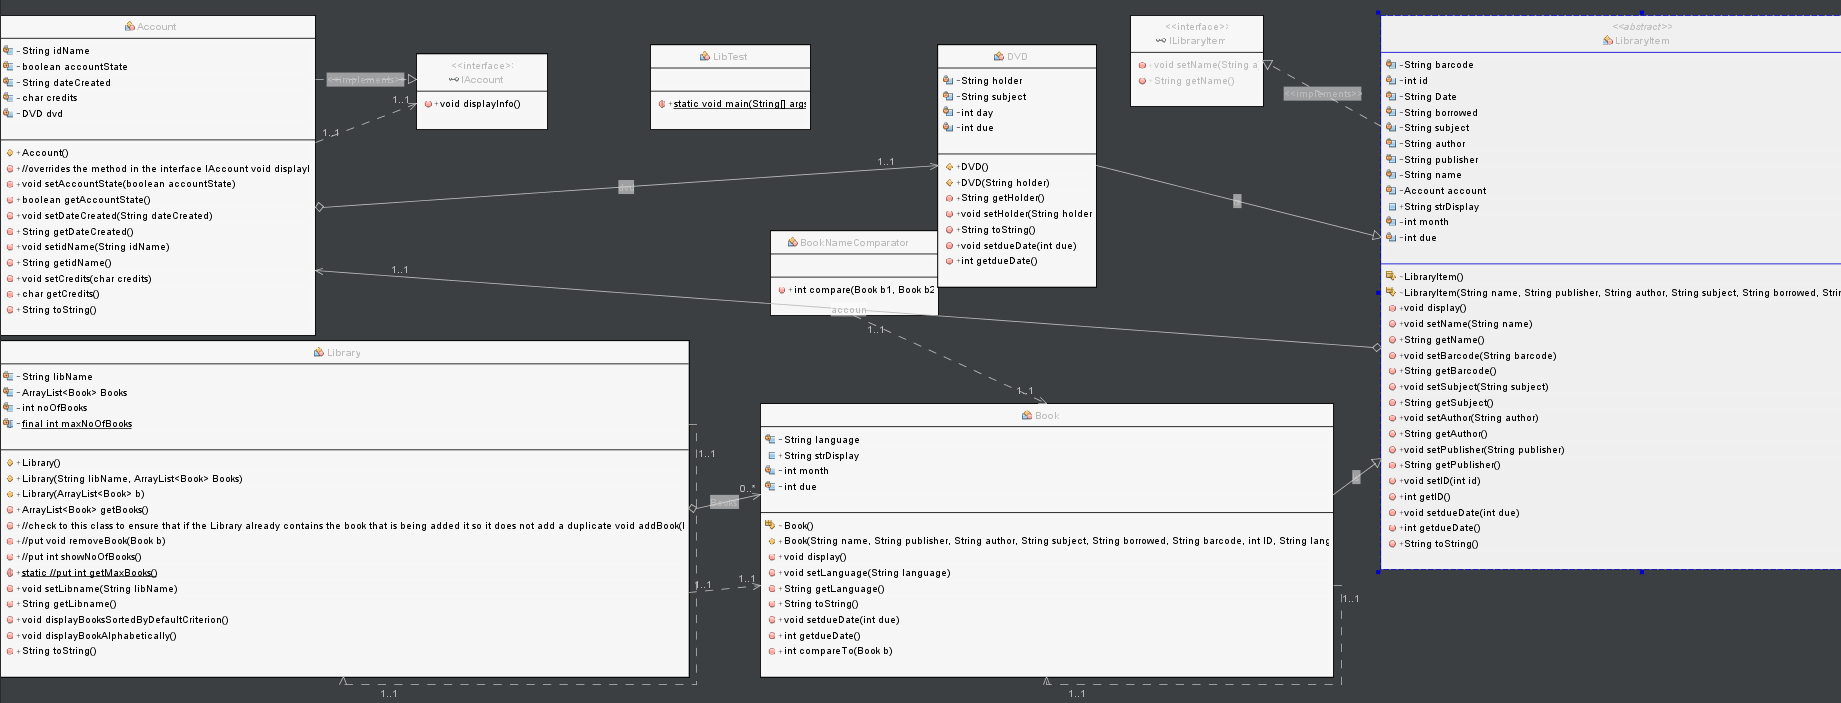 Account
- String idName
- boolean accountState
- String dateCreated
- char credits
- DVD dvd
+ Account()
+ //overrides the method in the interface IAccount void displayI
+ void setAccountState(boolean accountState)
+ boolean getAccountState()
+ void setDateCreated(String dateCreated)
+ String getDateCreated()
+ void setidName(String idName)
+ String getidName()
+ void setCredits(char credits)
+ char getCredits()
+ String toString()
<<implements>>
1..1
1..1
<<interface>>:
IAccount
+ void displayInfo()
LibTest
+ static void main(String[] args
DVD
- String holder
- String subject
- int day
- int due
+ DVD()
+ DVD(String holder)
+ String getHolder()
+ void setHolder(String holder
+ String toString()
+ void setdueDate(int due)
+ int getdueDate()
1..1
dvd
<<interface>>:
ILibraryItem
+ void setName(String a
+ String getName()
<<implements>>
<<abstract>>
LibraryItem
- String barcode
- int id
- String Date
- String borrowed
- String subject
- String author
- String publisher
- String name
- Account account
+ String strDisplay
- int month
- int due
~ LibraryItem()
~ LibraryItem(String name, String publisher, String author, String subject, String borrowed, Stri
+ void display()
+ void setName(String name)
+ String getName()
+ void setBarcode(String barcode)
+ String getBarcode()
+ void setSubject(String subject)
+ String getSubject()
+ void setAuthor(String author)
+ String getAuthor()
+ void setPublisher(String publisher)
+ String getPublisher()
+ void setID(int id)
+ int getID()
+ void setdueDate(int due)
+ int getdueDate()
+ String toString()
BookNameComparator
+ int compare(Book b1, Book b2
accoun
1..1
1..1
1..1
Library
- String libName
- ArrayList<Book> Books
- int noOfBooks
- final int maxNoOfBooks
+ Library()
+ Library(String libName, ArrayList<Book> Books)
+ Library(ArrayList<Book> b)
+ ArrayList<Book> getBooks()
+ //check to this class to ensure that if the Library already contains the book that is being added it so it does not add a duplicate void addBook(I
+ //put void removeBook(Book b)
+ //put int showNoOfBooks()
+ static //put int getMaxBooks()
+ void setLibname(String libName)
+ String getLibname()
+ void displayBooksSortedByDefaultCriterion()
+ void displayBookAlphabetically()
+ String toString()
1..1
0..*
Books
1..1
1..1
1..1
Book
- String language
+ String strDisplay
- int month
- int due
~ Book()
+ Book(String name, String publisher, String author, String subject, String borrowed, String barcode, int ID, String lang
+ void display()
+ void setLanguage(String language)
+ String getLanguage()
+ String toString()
+ void setdueDate(int due)
+ int getdueDate()
+ int compareTo(Book b)
1..1
1..1